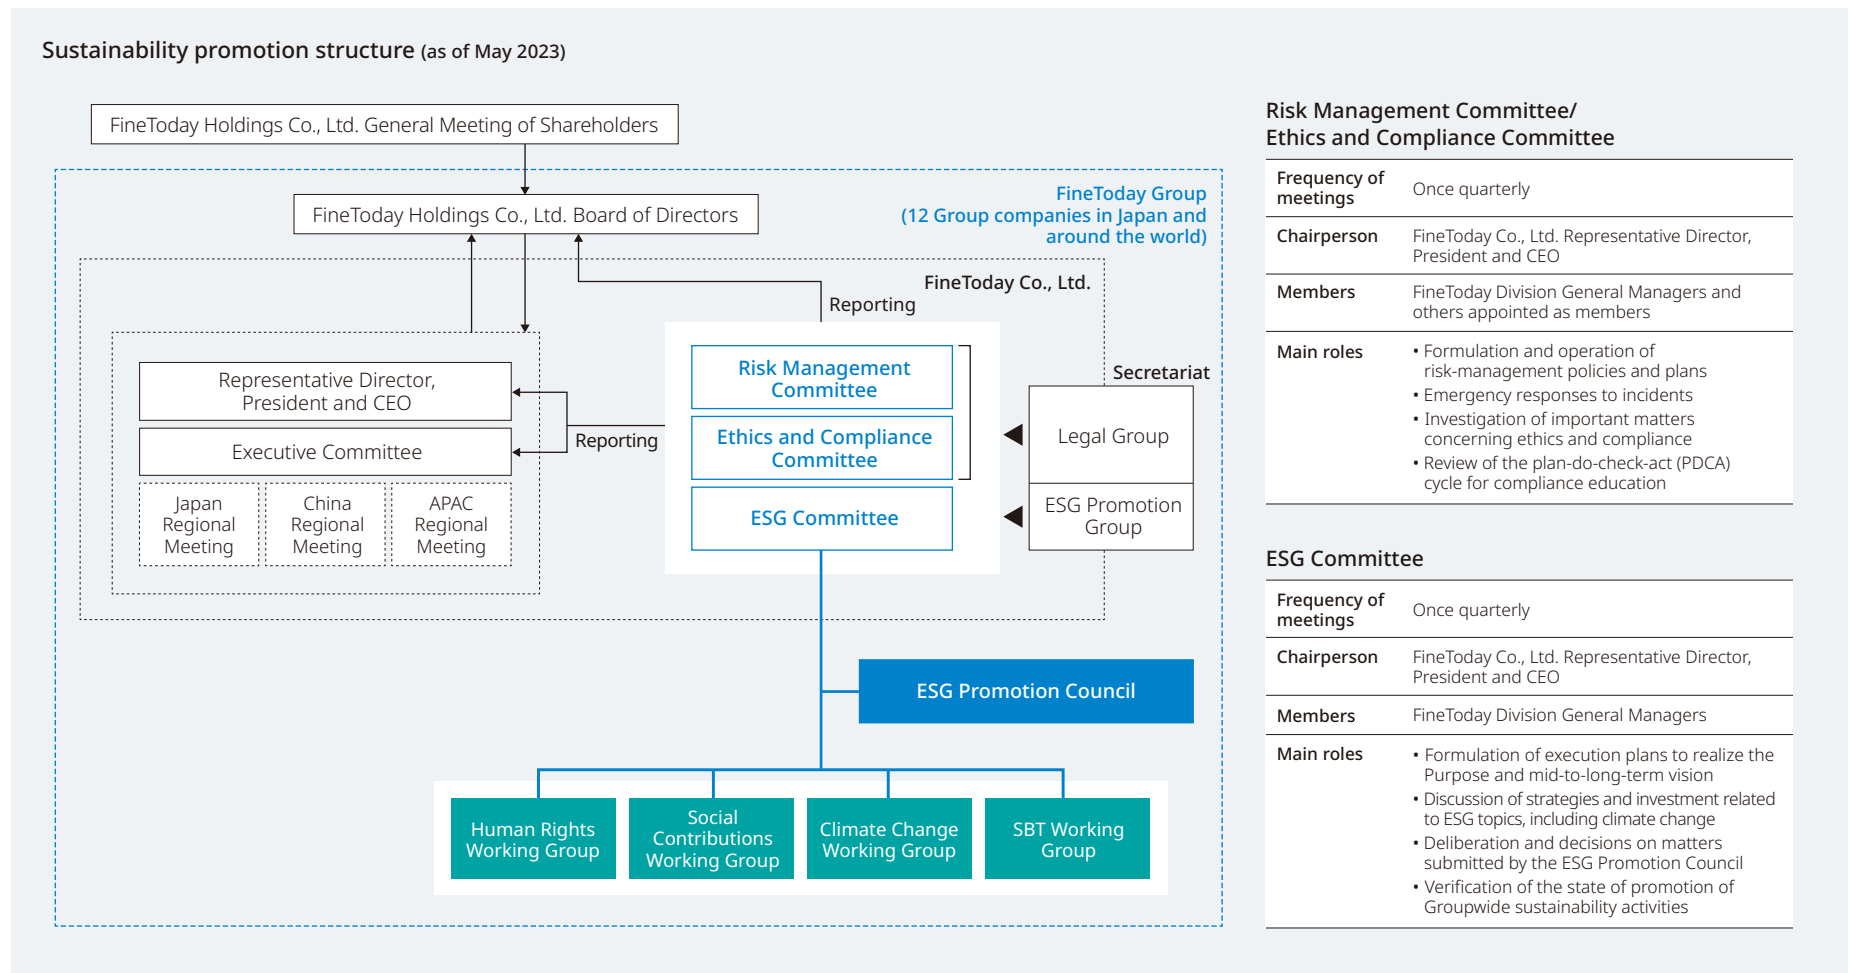 Sustainability promotion structure (as of May 2023)
FineToday Holdings Co., Ltd. General Meeting of Shareholders
FineToday Group
(12 Group companies in Japan and
around the world)
FineToday Holdings Co., Ltd. Board of Directors
FineToday Co., Ltd.
Reporting
Representative Director,
President and CEO
Executive Committee
Japan
Regional
Meeting
China
Regional
Meeting
APAC
Regional
Meeting
Reporting
Risk Management
Committee
Ethics and Compliance
Committee
ESG Committee
Secretariat
Legal Group
ESG Promotion
Group
ESG Promotion Council
Human Rights
Working Group
Social
Contributions
Working Group
Climate Change
Working Group
SBT Working
Group
Risk Management Committee/
Ethics and Compliance Committee
Frequency of
meetings
Once quarterly
Chairperson
FineToday Co., Ltd. Representative Director,
President and CEO
Members
FineToday Division General Managers and
others appointed as members
Main roles
• Formulation and operation of
risk-management policies and plans
• Emergency responses to incidents
• Investigation of important matters
concerning ethics and compliance
• Review of the plan-do-check-act (PDCA)
cycle for compliance education
ESG Committee
Frequency of
meetings
Once quarterly
Chairperson
FineToday Co., Ltd. Representative Director,
President and CEO
Members
FineToday Division General Managers
Main roles
• Formulation of execution plans to realize the
Purpose and mid-to-long-term vision
• Discussion of strategies and investment related
to ESG topics, including climate change
• Deliberation and decisions on matters
submitted by the ESG Promotion Council
• Verification of the state of promotion of
Groupwide sustainability activities